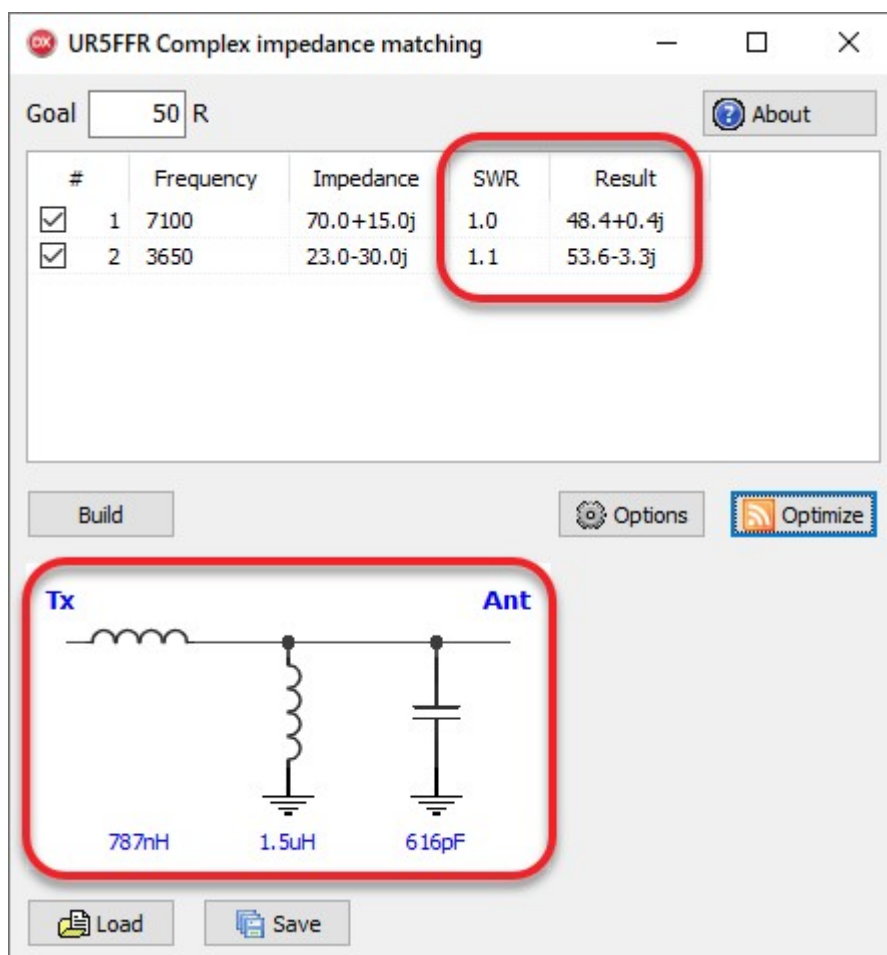 DX UR5FFR Complex impedance matching
Goal 50 R About
# Frequency Impedance SWR Result
1 7100 70.0+15.0j 1.0 48.4+0.4j
2 3650 23.0-30.0j 1.1 53.6-3.3j
Build Options Optimize
Tx Ant
787nH 1.5uH 616pF
Load Save